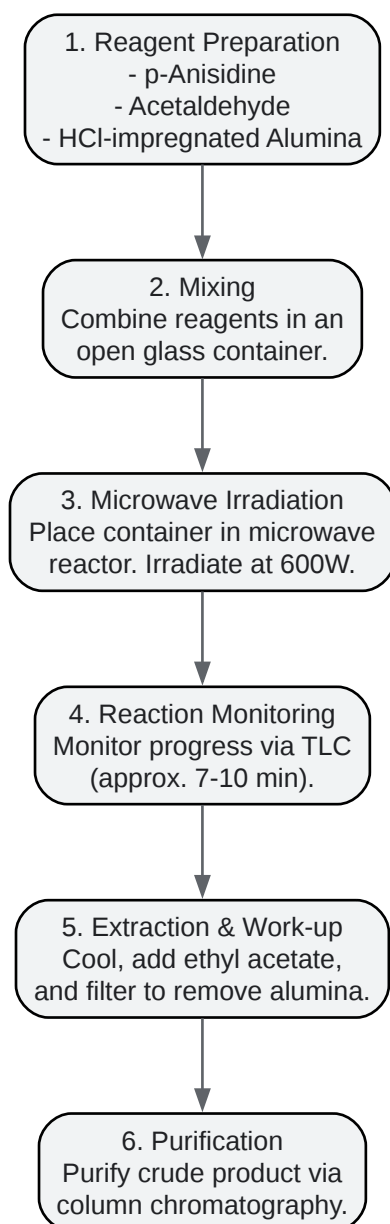 1. Reagent Preparation
- p-Anisidine
- Acetaldehyde
- HCl-impregnated Alumina
2. Mixing
Combine reagents in an
open glass container.
3. Microwave Irradiation
Place container in microwave
reactor. Irradiate at 600W.
4. Reaction Monitoring
Monitor progress via TLC
(approx. 7-10 min).
5. Extraction & Work-up
Cool, add ethyl acetate,
and filter to remove alumina.
6. Purification
Purify crude product via
column chromatography.